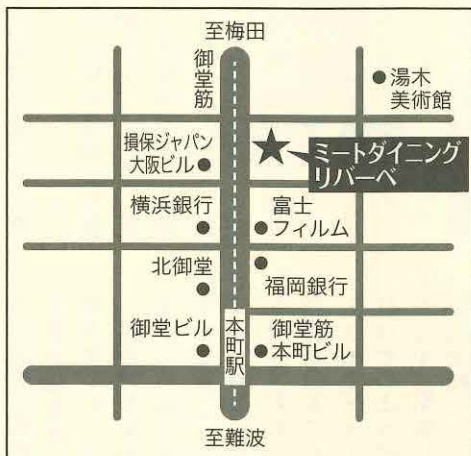 至梅田
御堂筋
湯木
美術館
損保ジャパン
大阪ビル
ミートダイニング
リバーベ
横浜銀行
富士
フィルム
北御堂
福岡銀行
御堂ビル
本町駅
御堂筋
本町ビル
至難波